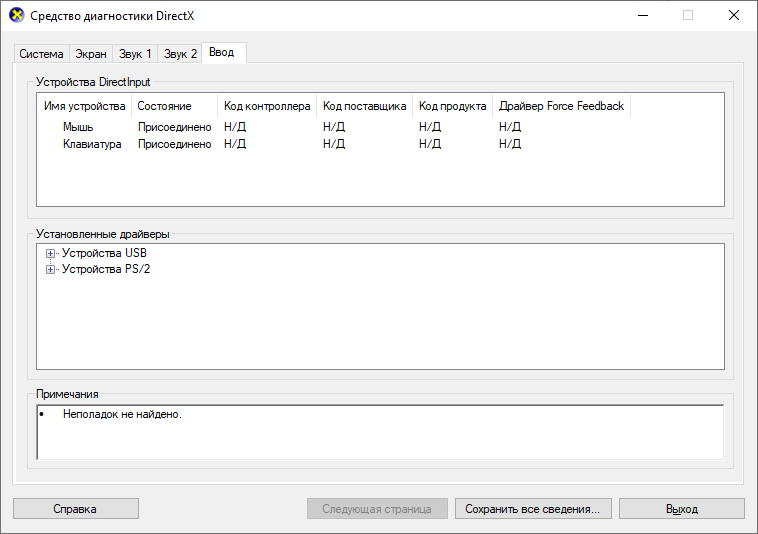 Средство диагностики DirectX
Система Экран Звук 1 Звук 2 Ввод
Устройства DirectInput
Имя устройства Состояние Код контроллера Код поставщика Код продукта Драйвер Force Feedback
Мышь Присоединено Н/Д Н/Д Н/Д Н/Д
Клавиатура Присоединено Н/Д Н/Д Н/Д Н/Д
Установленные драйверы
Устройства USB
Устройства PS/2
Примечания
• Неполадок не найдено.
Справка Следующая страница Сохранить все сведения... Выход